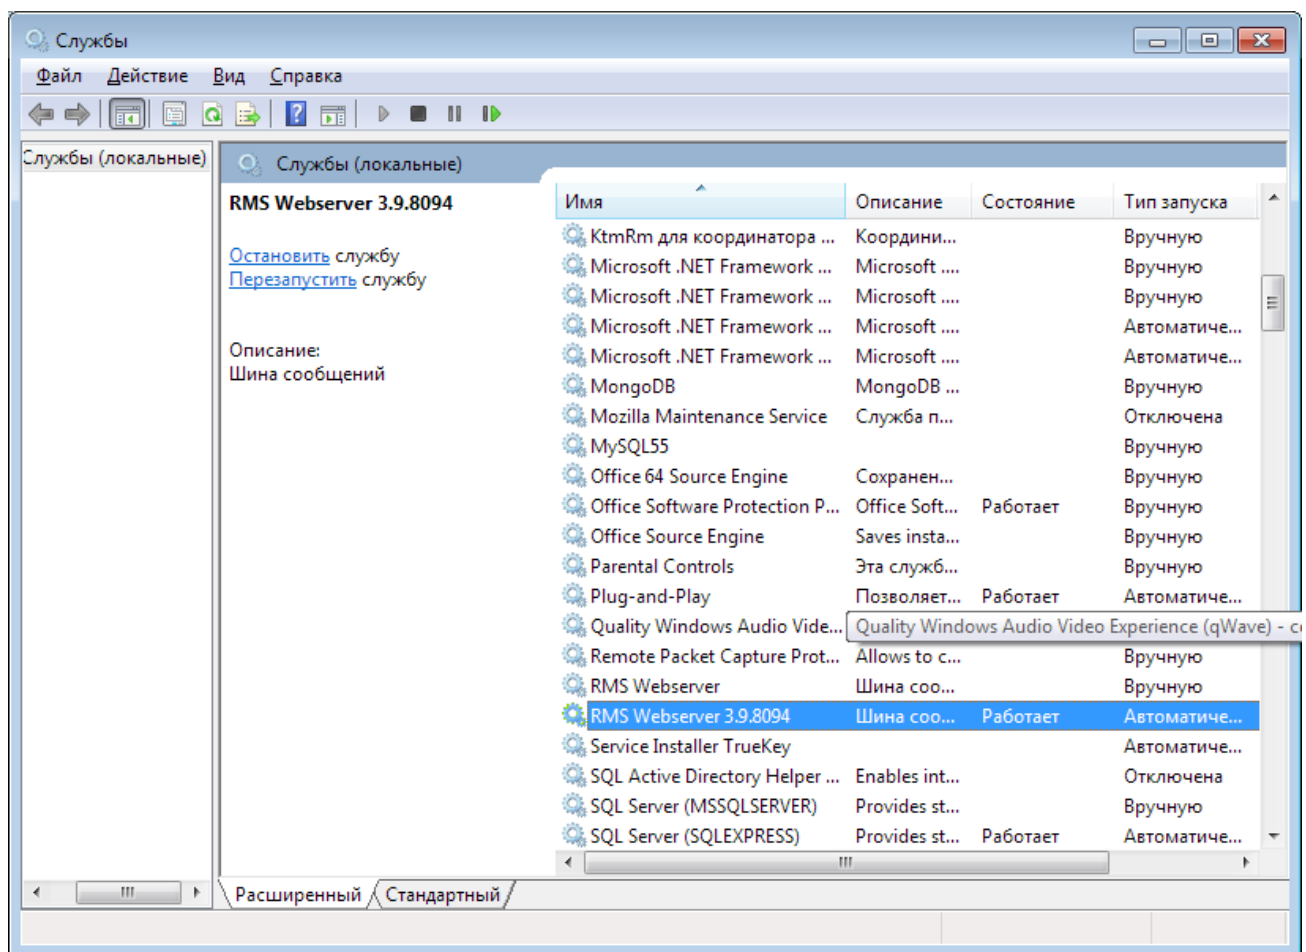 Службы
Файл Действие Вид Справка
Службы (локальные)
Службы (локальные)
RMS Webserver 3.9.8094
Остановить службу
Перезапустить службу
Описание:
Шина сообщений
Имя Описание Состояние Тип запуска
KtmRm для координатора ... Координи... Вручную
Microsoft .NET Framework ... Microsoft .... Вручную
Microsoft .NET Framework ... Microsoft .... Вручную
Microsoft .NET Framework ... Microsoft .... Автоматиче...
Microsoft .NET Framework ... Microsoft .... Автоматиче...
MongoDB MongoDB ... Вручную
Mozilla Maintenance Service Служба п... Отключена
MySQL55 Вручную
Office 64 Source Engine Сохранен... Вручную
Office Software Protection P... Office Soft... Работает Вручную
Office Source Engine Saves insta... Вручную
Parental Controls Эта служб... Вручную
Plug-and-Play Позволяет... Работает Автоматиче...
Quality Windows Audio Vide... Quality Windows Audio Video Experience (qWave) -
Remote Packet Capture Prot... Allows to c... Вручную
RMS Webserver Шина соо... Вручную
RMS Webserver 3.9.8094 Шина соо... Работает Автоматиче...
Service Installer TrueKey Автоматиче...
SQL Active Directory Helper ... Enables int... Отключена
SQL Server (MSSQLSERVER) Provides st... Вручную
SQL Server (SQLEXPRESS) Provides st... Работает Автоматиче...
Расширенный Стандартный